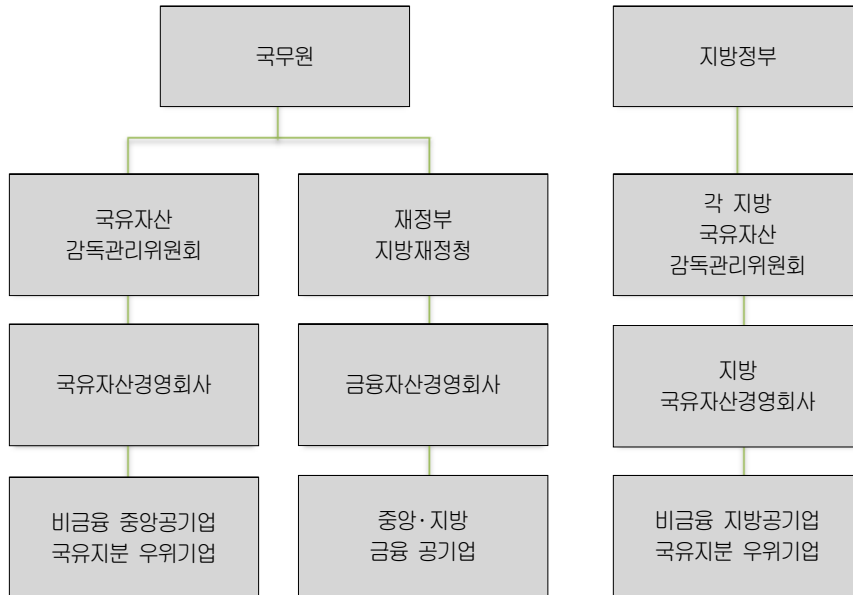 국무원
지방정부
국유자산
감독관리위원회
재정부
지방재정청
각 지방
국유자산
감독관리위원회
국유자산경영회사
금융자산경영회사
지방
국유자산경영회사
비금융 중앙공기업
국유지분 우위기업
중앙·지방
금융 공기업
비금융 지방공기업
국유지분 우위기업